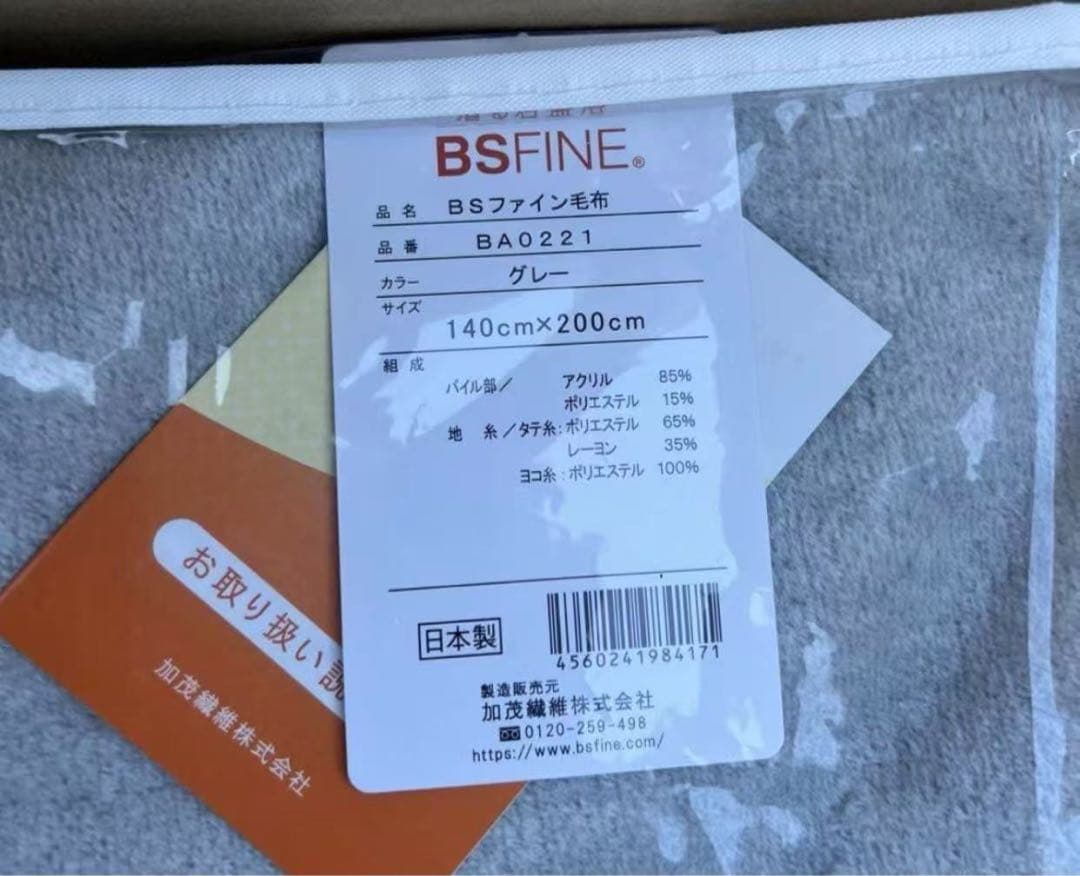 BSFINE®
品名 BSファイン毛布
品番 BA0221
カラー グレー
サイズ
140cm×200cm
組成
パイル部/ アクリル 85%
ポリエステル 15%
地 糸/タテ糸:ポリエステル 65%
レーヨン 35%
ヨコ糸:ポリエステル 100%
日本製
4560241984171
製造販売元
加茂繊維株式会社
0120-259-498
https://www.bsfine.com/
お取り扱い説
加茂繊維株式会社